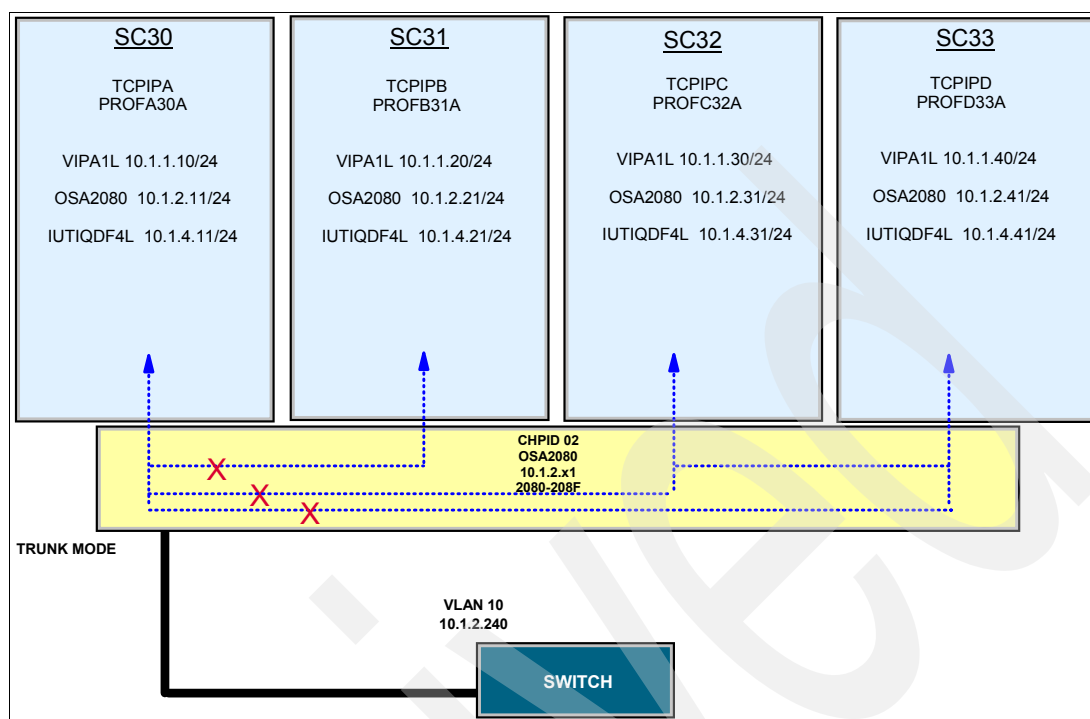 SC30
TCPIPA
PROFA30A
VIPA1L 10.1.1.10/24
OSA2080 10.1.2.11/24
IUTIQDF4L 10.1.4.11/24
SC31
TCPIPB
PROFB31A
VIPA1L 10.1.1.20/24
OSA2080 10.1.2.21/24
IUTIQDF4L 10.1.4.21/24
SC32
TCPIPC
PROFC32A
VIPA1L 10.1.1.30/24
OSA2080 10.1.2.31/24
IUTIQDF4L 10.1.4.31/24
SC33
TCPIPD
PROFD33A
VIPA1L 10.1.1.40/24
OSA2080 10.1.2.41/24
IUTIQDF4L 10.1.4.41/24
CHPID 02
OSA2080
10.1.2.x1
2080-208F
X
X
X
TRUNK MODE
VLAN 10
10.1.2.240
SWITCH
ived